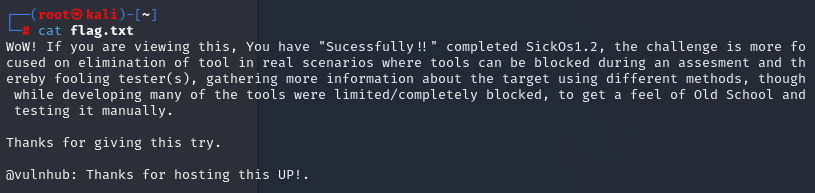 ┌──(root㉿kali)-[~]
└─# cat flag.txt
WoW! If you are viewing this, You have "Sucessfully!!" completed SickOs1.2, the challenge is more fo
cused on elimination of tool in real scenarios where tools can be blocked during an assesment and th
ereby fooling tester(s), gathering more information about the target using different methods, though
 while developing many of the tools were limited/completely blocked, to get a feel of Old School and
 testing it manually.

Thanks for giving this try.

@vulnhub: Thanks for hosting this UP!.